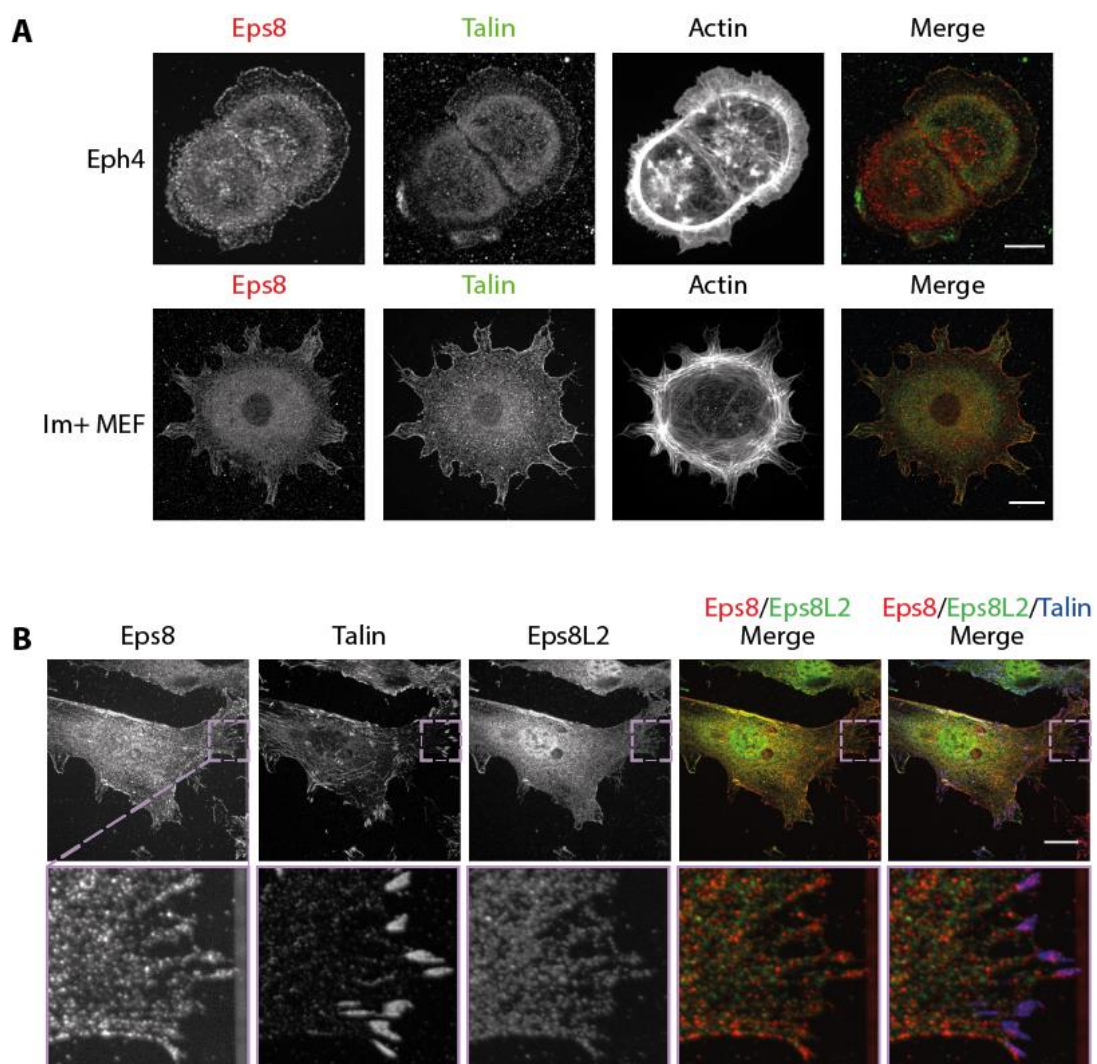 A
Eps8 Talin Actin Merge
Eph4
Eps8 Talin Actin Merge
Im+ MEF
Eps8/Eps8L2 Eps8/Eps8L2/Talin
B Eps8 Talin Eps8L2 Merge Merge